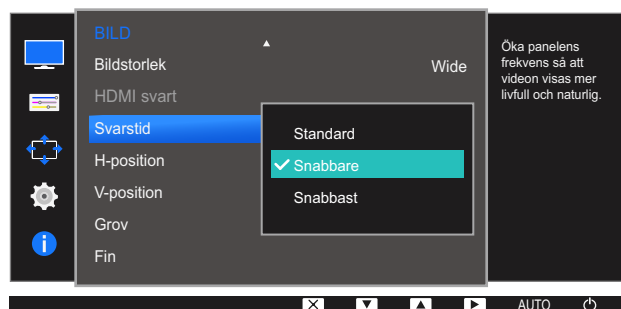 BILD
Bildstorlek
Wide
HDMI svart
Svarstid
H-position
V-position
Grov
Fin
Standard
Snabbare
Snabbast
Öka panelens
frekvens så att
videon visas mer
livfull och naturlig.
AUTO